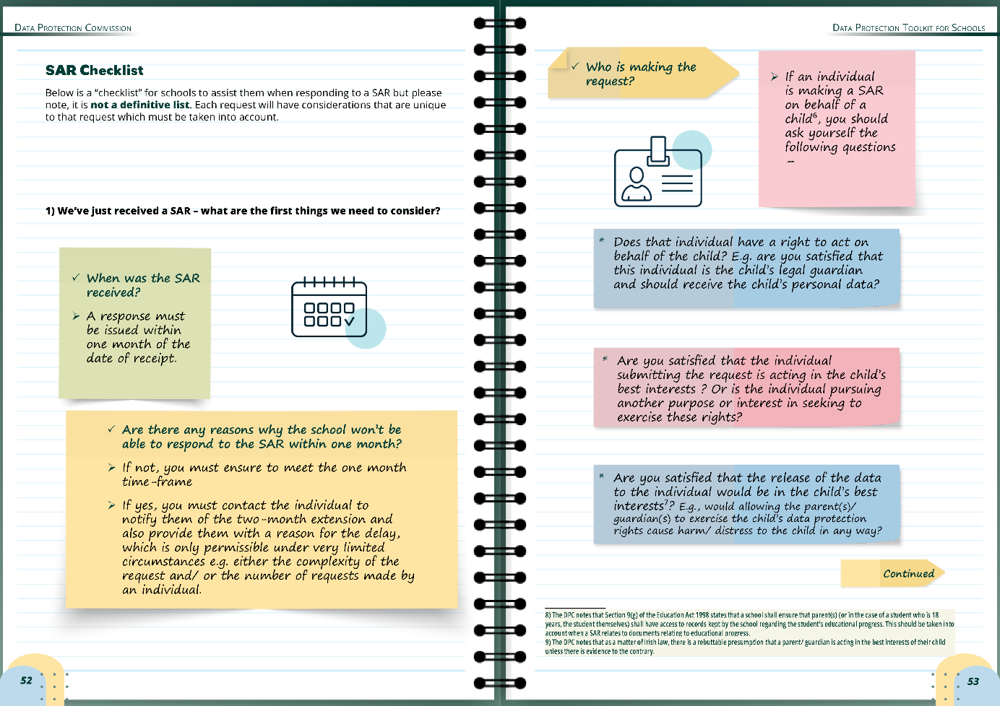 DATA PROTECTION COMMISSION
SAR Checklist
Below is a “checklist” for schools to assist them when responding to a SAR but please
note, it is not a definitive list. Each request will have considerations that are unique
to that request which must be taken into account.
1) We’ve just received a SAR – what are the first things we need to consider?
✓ When was the SAR
received?
➢ A response must
be issued within
one month of the
date of receipt.
✓ Are there any reasons why the school won’t be
able to respond to the SAR within one month?
➢ If not, you must ensure to meet the one month
time-frame
➢ If yes, you must contact the individual to
notify them of the two-month extension and
also provide them with a reason for the delay,
which is only permissible under very limited
circumstances e.g. either the complexity of the
request and/ or the number of requests made by
an individual.
52
DATA PROTECTION TOOLKIT FOR SCHOOLS
✓ Who is making the
request?
➢ If an individual
is making a SAR
on behalf of a
child⁶, you should
ask yourself the
following questions
--
* Does that individual have a right to act on
behalf of the child? E.g. are you satisfied that
this individual is the child’s legal guardian
and should receive the child’s personal data?
* Are you satisfied that the individual
submitting the request is acting in the child’s
best interests ? Or is the individual pursuing
another purpose or interest in seeking to
exercise these rights?
* Are you satisfied that the release of the data
to the individual would be in the child’s best
interests⁷? E.g., would allowing the parent(s)/
guardian(s) to exercise the child’s data protection
rights cause harm/ distress to the child in any way?
Continued
8) The DPC notes that Section 9(g) of the Education Act 1998 states that a school shall ensure that parent(s) (or in the case of a student who is 18
years, the student themselves) shall have access to records kept by the school regarding the student’s educational progress. This should be taken into
account when a SAR relates to documents relating to educational progress.
9) The DPC notes that as a matter of Irish law, there is a rebuttable presumption that a parent/ guardian is acting in the best interests of their child
unless there is evidence to the contrary.
53